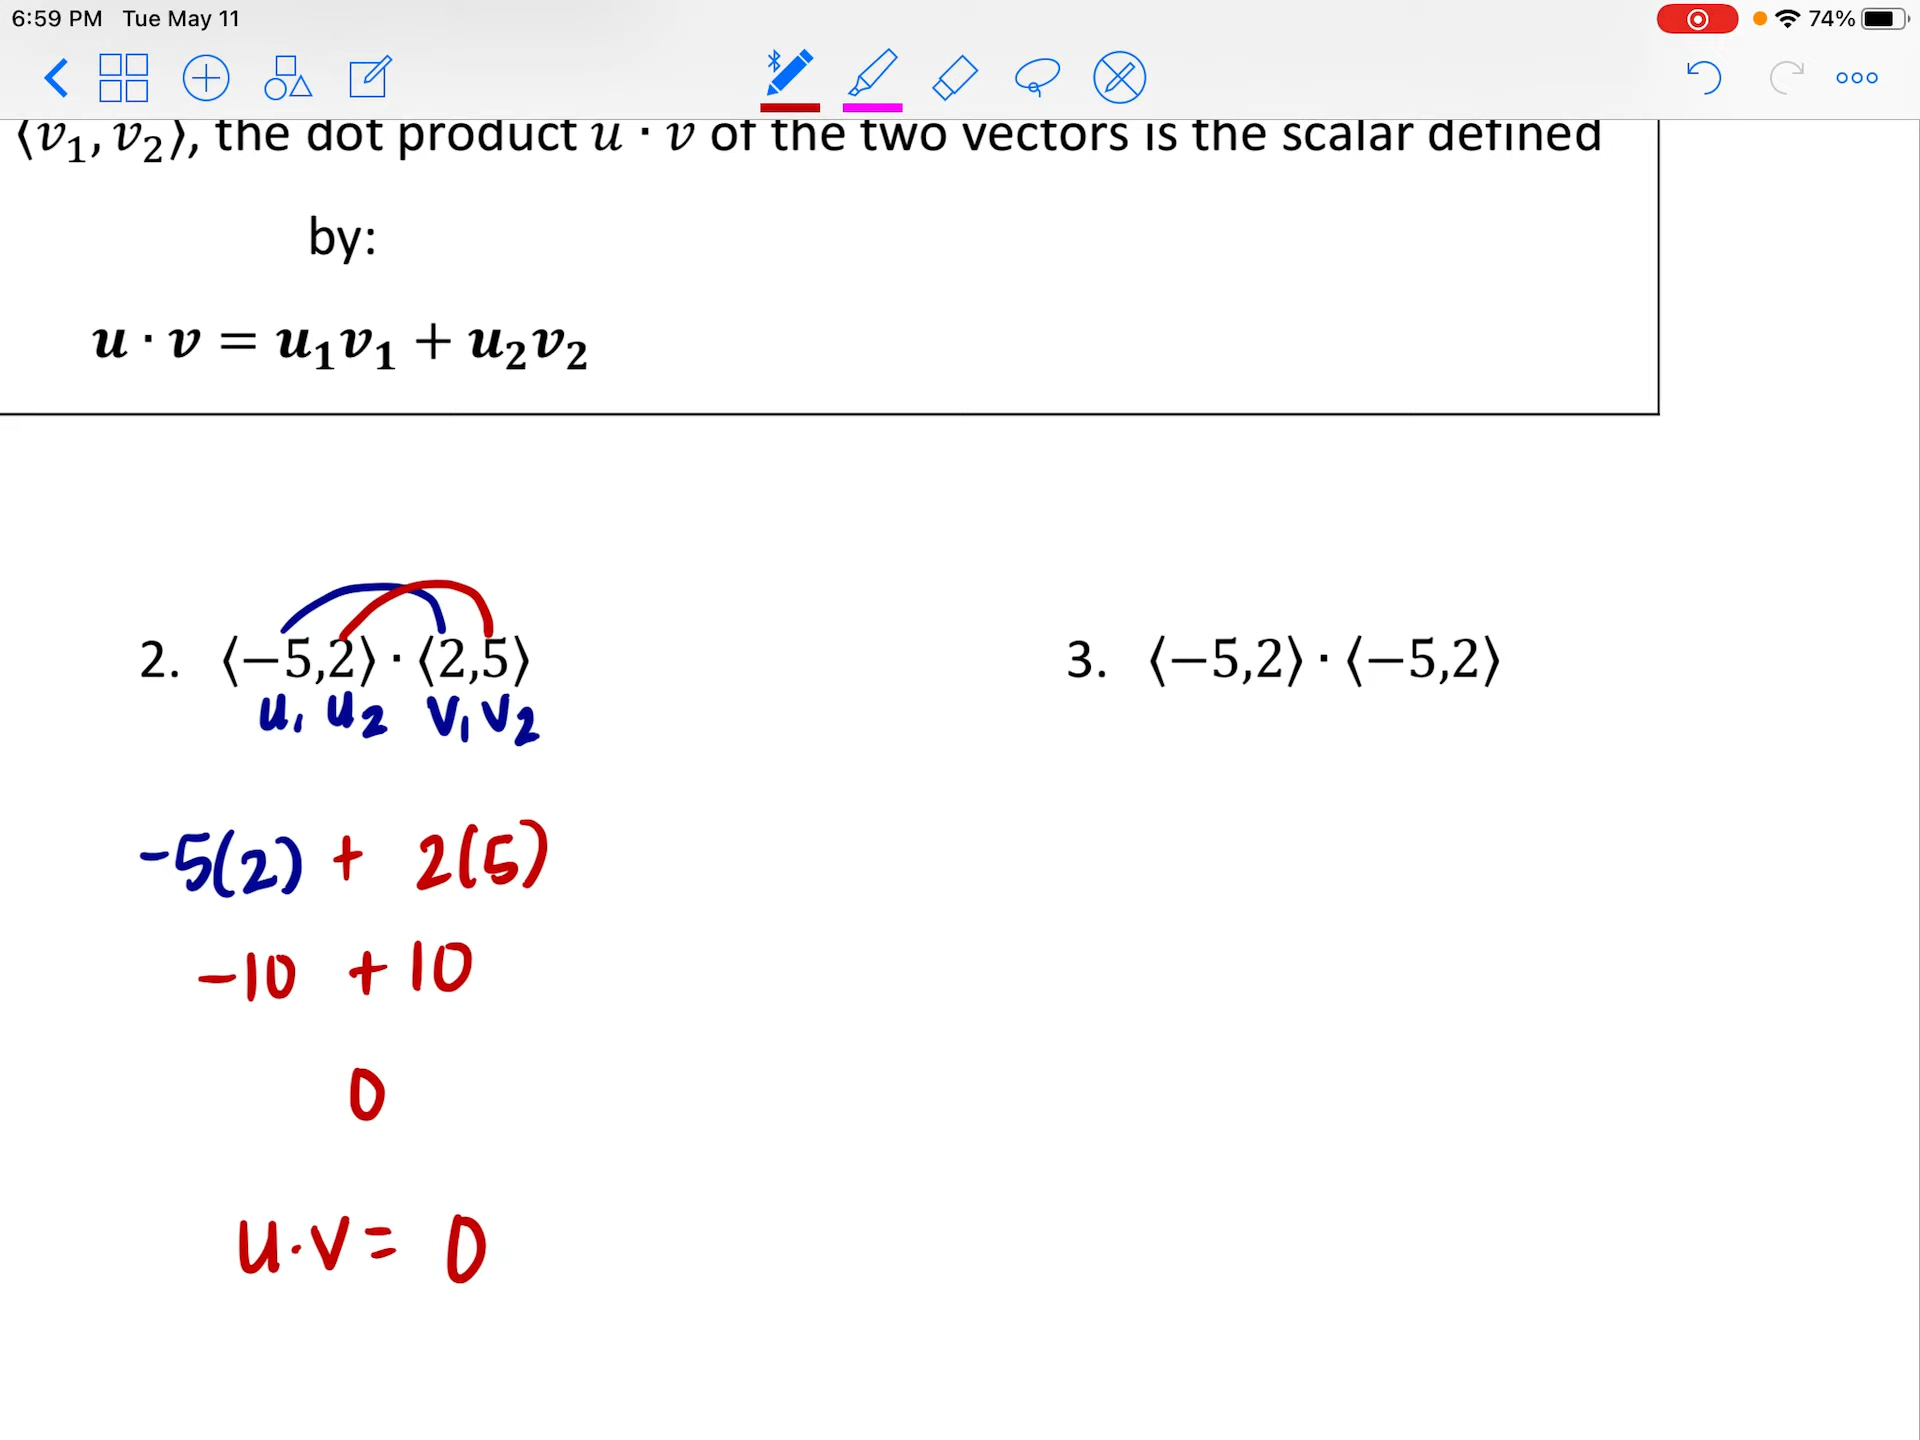 6:59 PM Tue May 11 74%
⟨v₁, v₂⟩, the dot product u · v of the two vectors is the scalar defined
by:
u · v = u₁v₁ + u₂v₂
2. ⟨−5,2⟩ · ⟨2,5⟩
u₁ u₂ v₁ v₂
-5(2) + 2(5)
-10 + 10
0
u·v = 0
3. ⟨−5,2⟩ · ⟨−5,2⟩